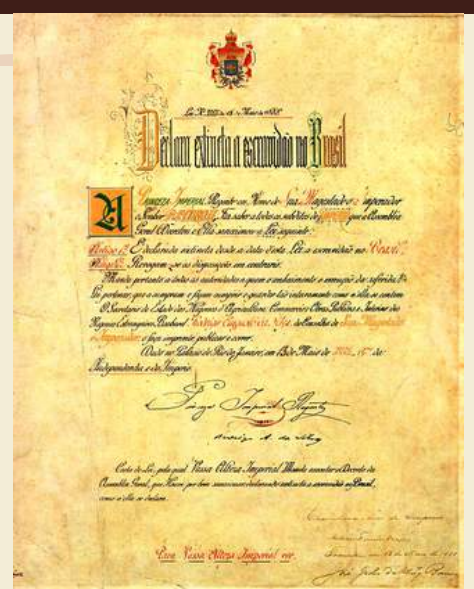 Declara extincta a escravidão no Brasil
A Princeza Imperial Regente em Nome de Sua Magestade o Imperador
o Senhor D. Pedro II, Faz saber a todos os subditos do Imperio que a Assembléa
Geral Decretou e Ella sanccionou a Lei seguinte:
Artigo 1º É declarada extincta desde a data d'esta Lei a escravidão no Brazil.
Artigo 2º Revogam-se as disposições em contrario.
Manda portanto a todas as autoridades a quem o conhecimento e execução da referida
Lei pertencer, que a cumpram e façam cumprir e guardar tão inteiramente como n'ella se contem.
O Secretario de Estado dos Negocios d'Agricultura, Commercio e Obras Publicas e Interino dos
Negocios Estrangeiros, Bacharel Rodrigo Augusto da Silva, do Conselho de Sua Magestade
o Imperador, o faça imprimir publicar e correr.
Dado no Palacio do Rio de Janeiro, em 13 de Maio de 1888, 67º da
Independencia e do Imperio.
Princeza Imperial Regente
Rodrigo A. da Silva
Carta de Lei, pela qual Vossa Alteza Imperial Manda executar o Decreto da
Assembléa Geral, que Houve por bem sanccionar declarando extincta a escravidão no Brazil,
como n'ella se declara.
Para Vossa Alteza Imperial ver.